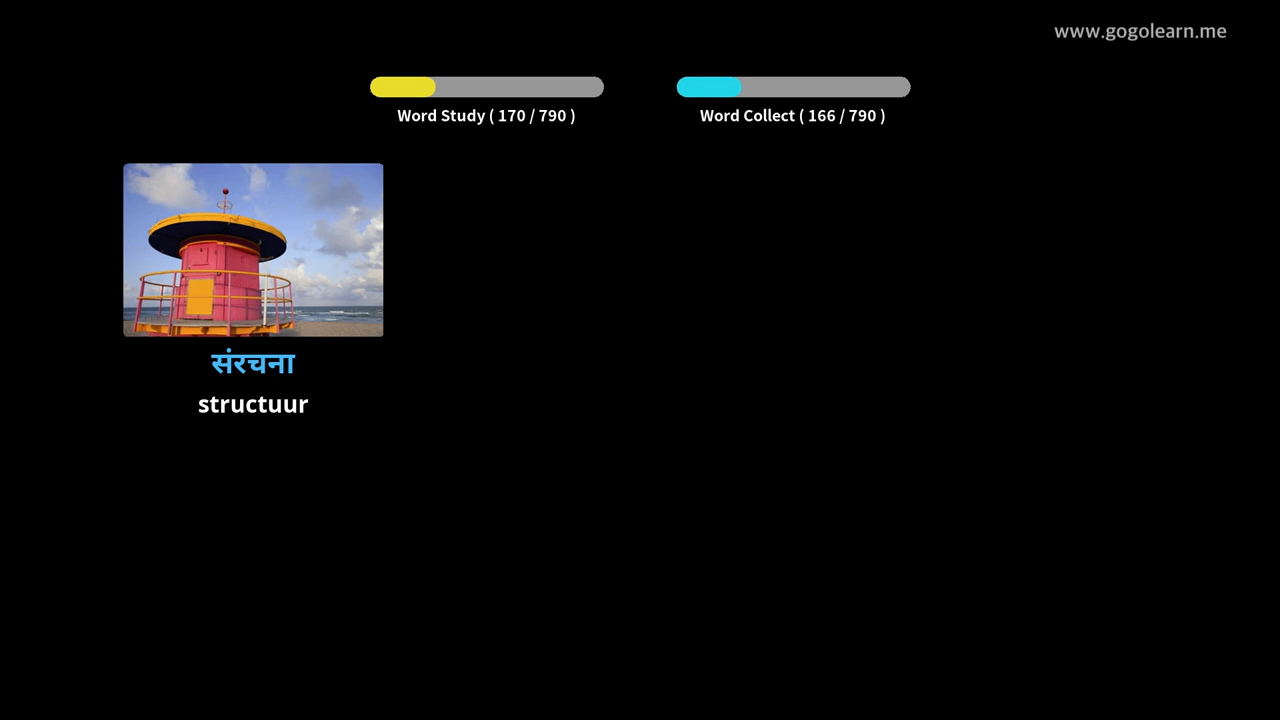 www.gogolearn.me
Word Study ( 170 / 790 )
Word Collect ( 166 / 790 )
संरचना
structuur